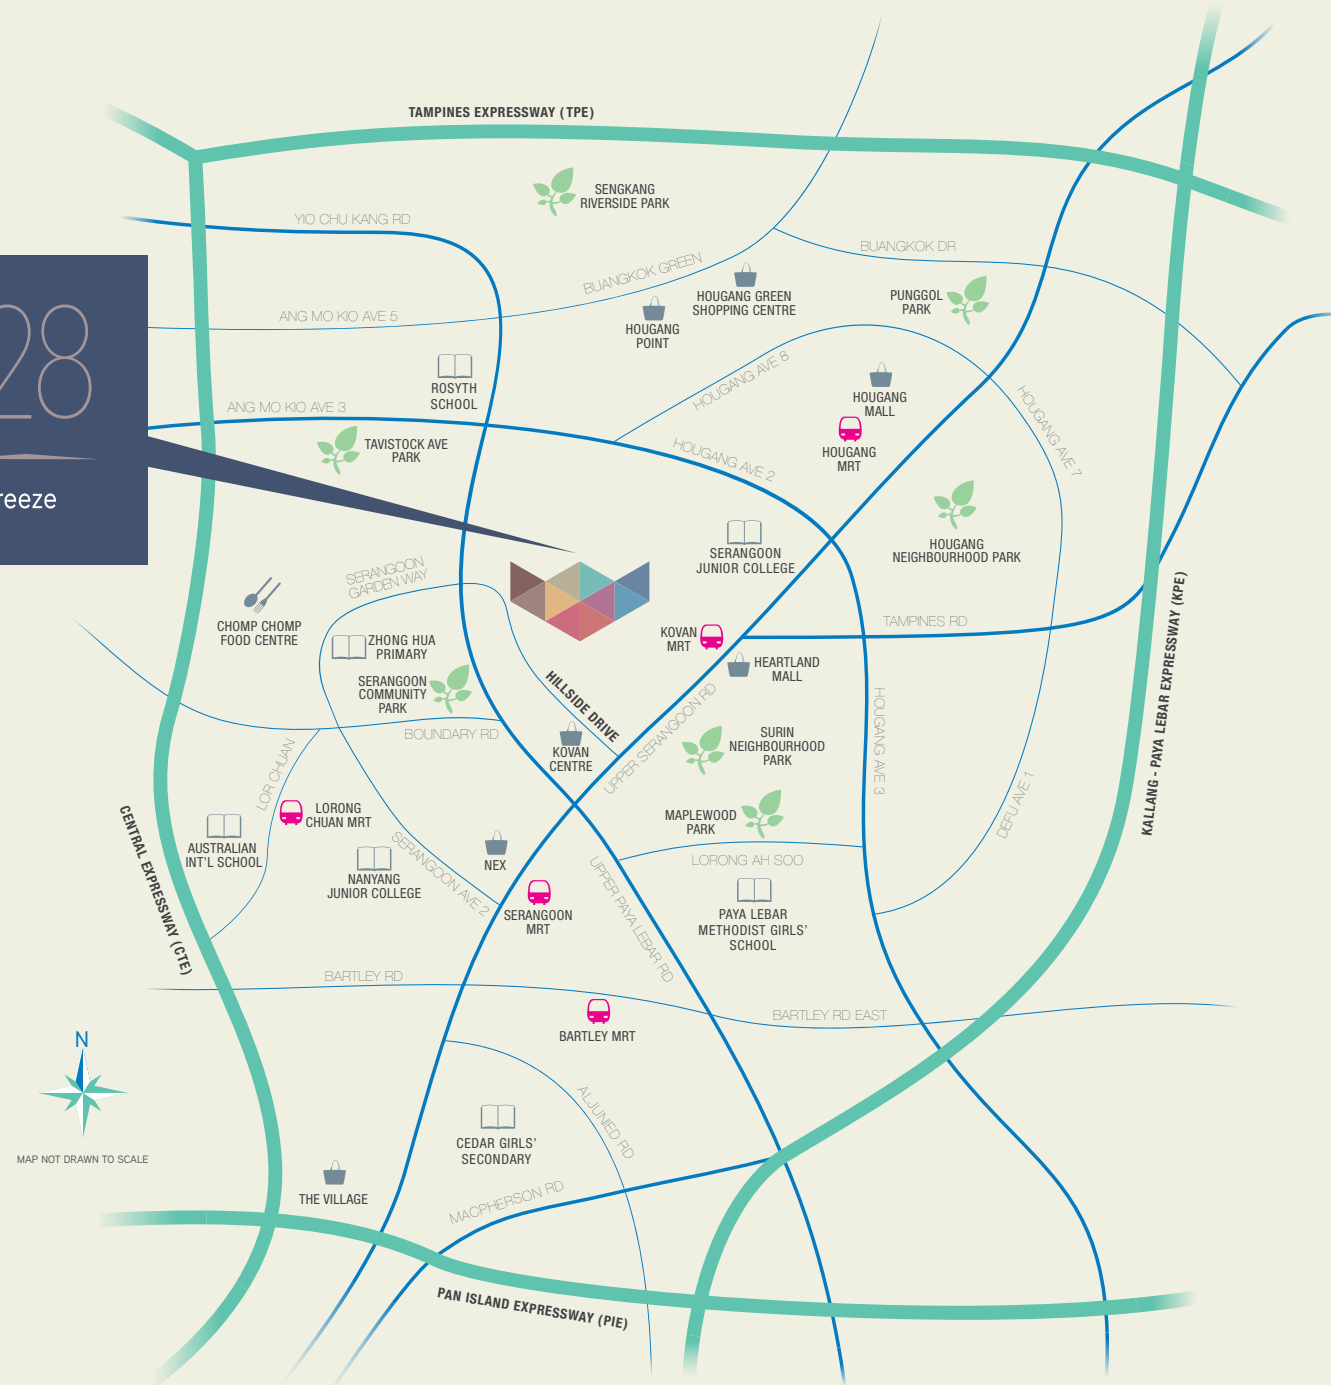 TAMPINES EXPRESSWAY (TPE)
SENGKANG
RIVERSIDE PARK
YIO CHU KANG RD
BUANGKOK DR
BUANGKOK GREEN
HOUGANG GREEN
SHOPPING CENTRE
PUNGGOL
PARK
ANG MO KIO AVE 5
HOUGANG
POINT
28
ROSYTH
SCHOOL
HOUGANG AVE 8
HOUGANG
MALL
HOUGANG AVE 7
ANG MO KIO AVE 3
TAVISTOCK AVE
PARK
HOUGANG AVE 2
HOUGANG
MRT
reeze
SERANGOON
JUNIOR COLLEGE
HOUGANG
NEIGHBOURHOOD PARK
SERANGOON
GARDEN WAY
CHOMP CHOMP
FOOD CENTRE
ZHONG HUA
PRIMARY
KOVAN
MRT
TAMPINES RD
HEARTLAND
MALL
SERANGOON
COMMUNITY
PARK
HILLSIDE DRIVE
KALLANG - PAYA LEBAR EXPRESSWAY (KPE)
BOUNDARY RD
KOVAN
CENTRE
UPPER SERANGOON RD
SURIN
NEIGHBOURHOOD
PARK
HOUGANG AVE 3
LOR CHUAN
LORONG
CHUAN MRT
MAPLEWOOD
PARK
DEFU AVE 1
CENTRAL EXPRESSWAY (CTE)
AUSTRALIAN
INT'L SCHOOL
NANYANG
JUNIOR COLLEGE
SERANGOON AVE 2
NEX
LORONG AH SOO
UPPER PAYA LEBAR RD
SERANGOON
MRT
PAYA LEBAR
METHODIST GIRLS'
SCHOOL
BARTLEY RD
BARTLEY RD EAST
BARTLEY MRT
N
MAP NOT DRAWN TO SCALE
ALJUNIED RD
CEDAR GIRLS'
SECONDARY
THE VILLAGE
MACPHERSON RD
PAN ISLAND EXPRESSWAY (PIE)